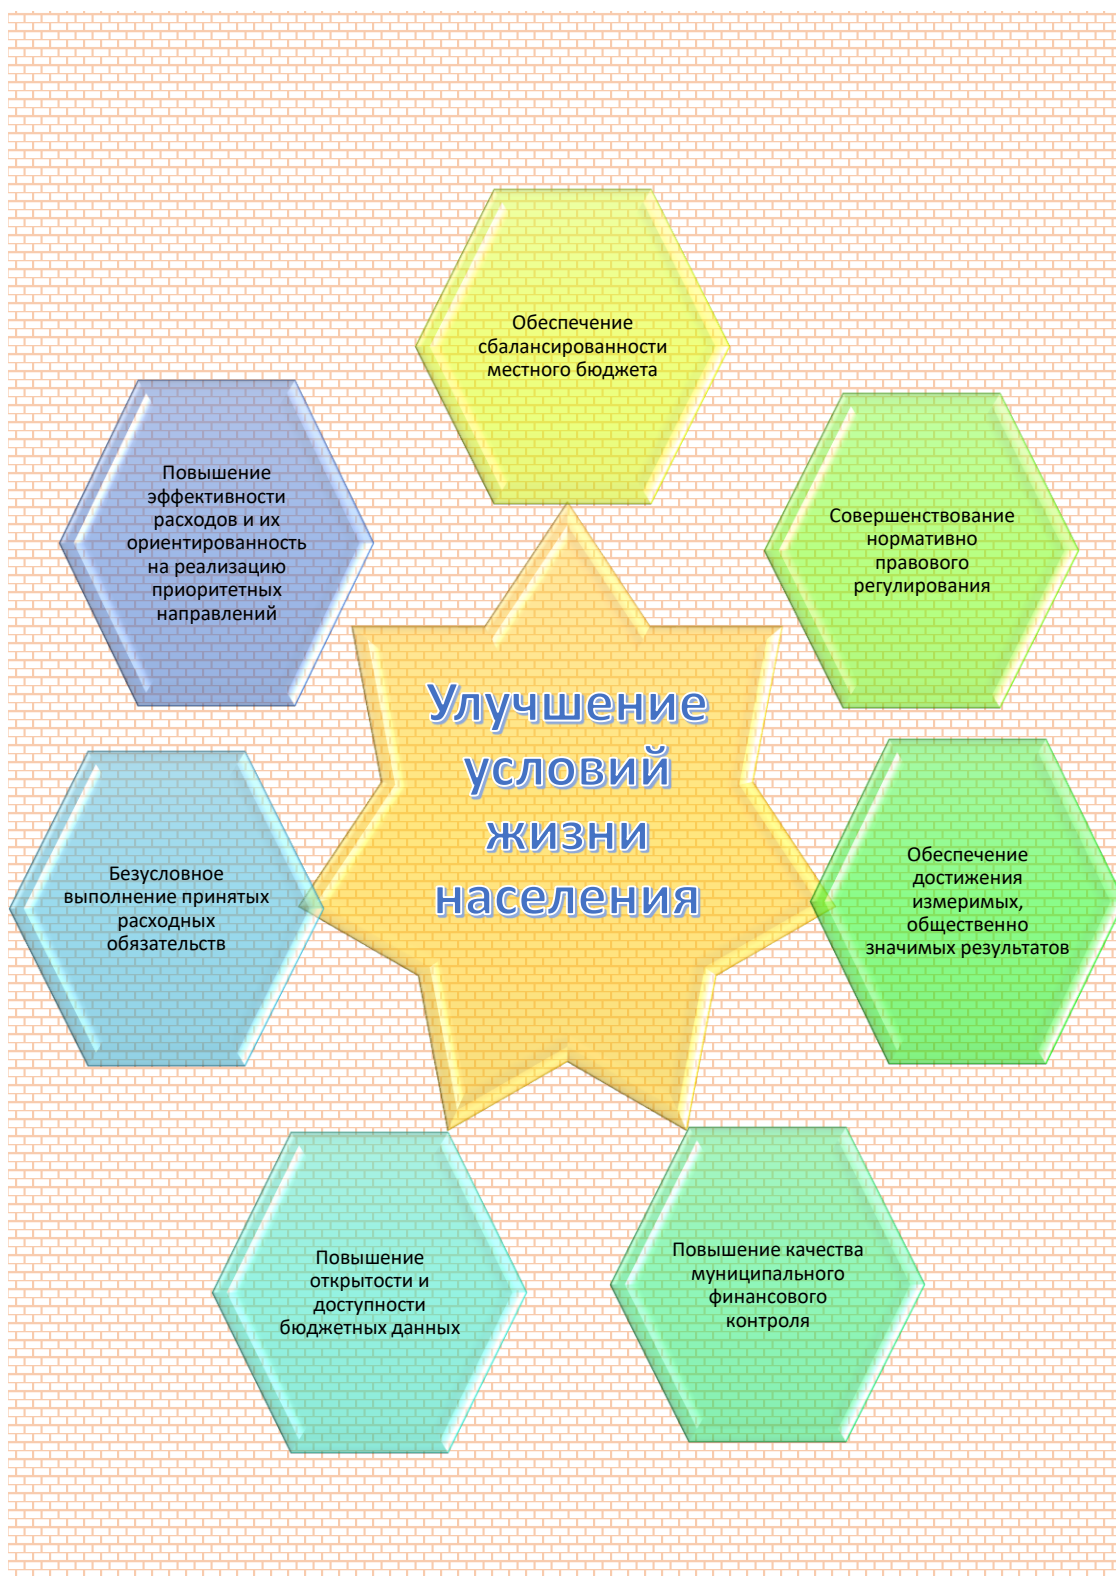 Обеспечение
сбалансированности
местного бюджета
Совершенствование
нормативно
правового
регулирования
Обеспечение
достижения
измеримых,
общественно
значимых результатов
Повышение качества
муниципального
финансового
контроля
Повышение
открытости и
доступности
бюджетных данных
Безусловное
выполнение принятых
расходных
обязательств
Повышение
эффективности
расходов и их
ориентированность
на реализацию
приоритетных
направлений
Улучшение
условий
жизни
населения